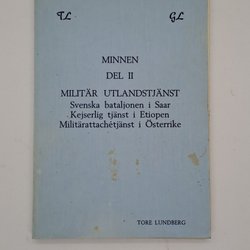 TL GL
MINNEN
DEL II
MILITÄR UTLANDSTJÄNST
Svenska bataljonen i Saar
Kejserlig tjänst i Etiopen
Militärattachétjänst i Österrike
TORE LUNDBERG